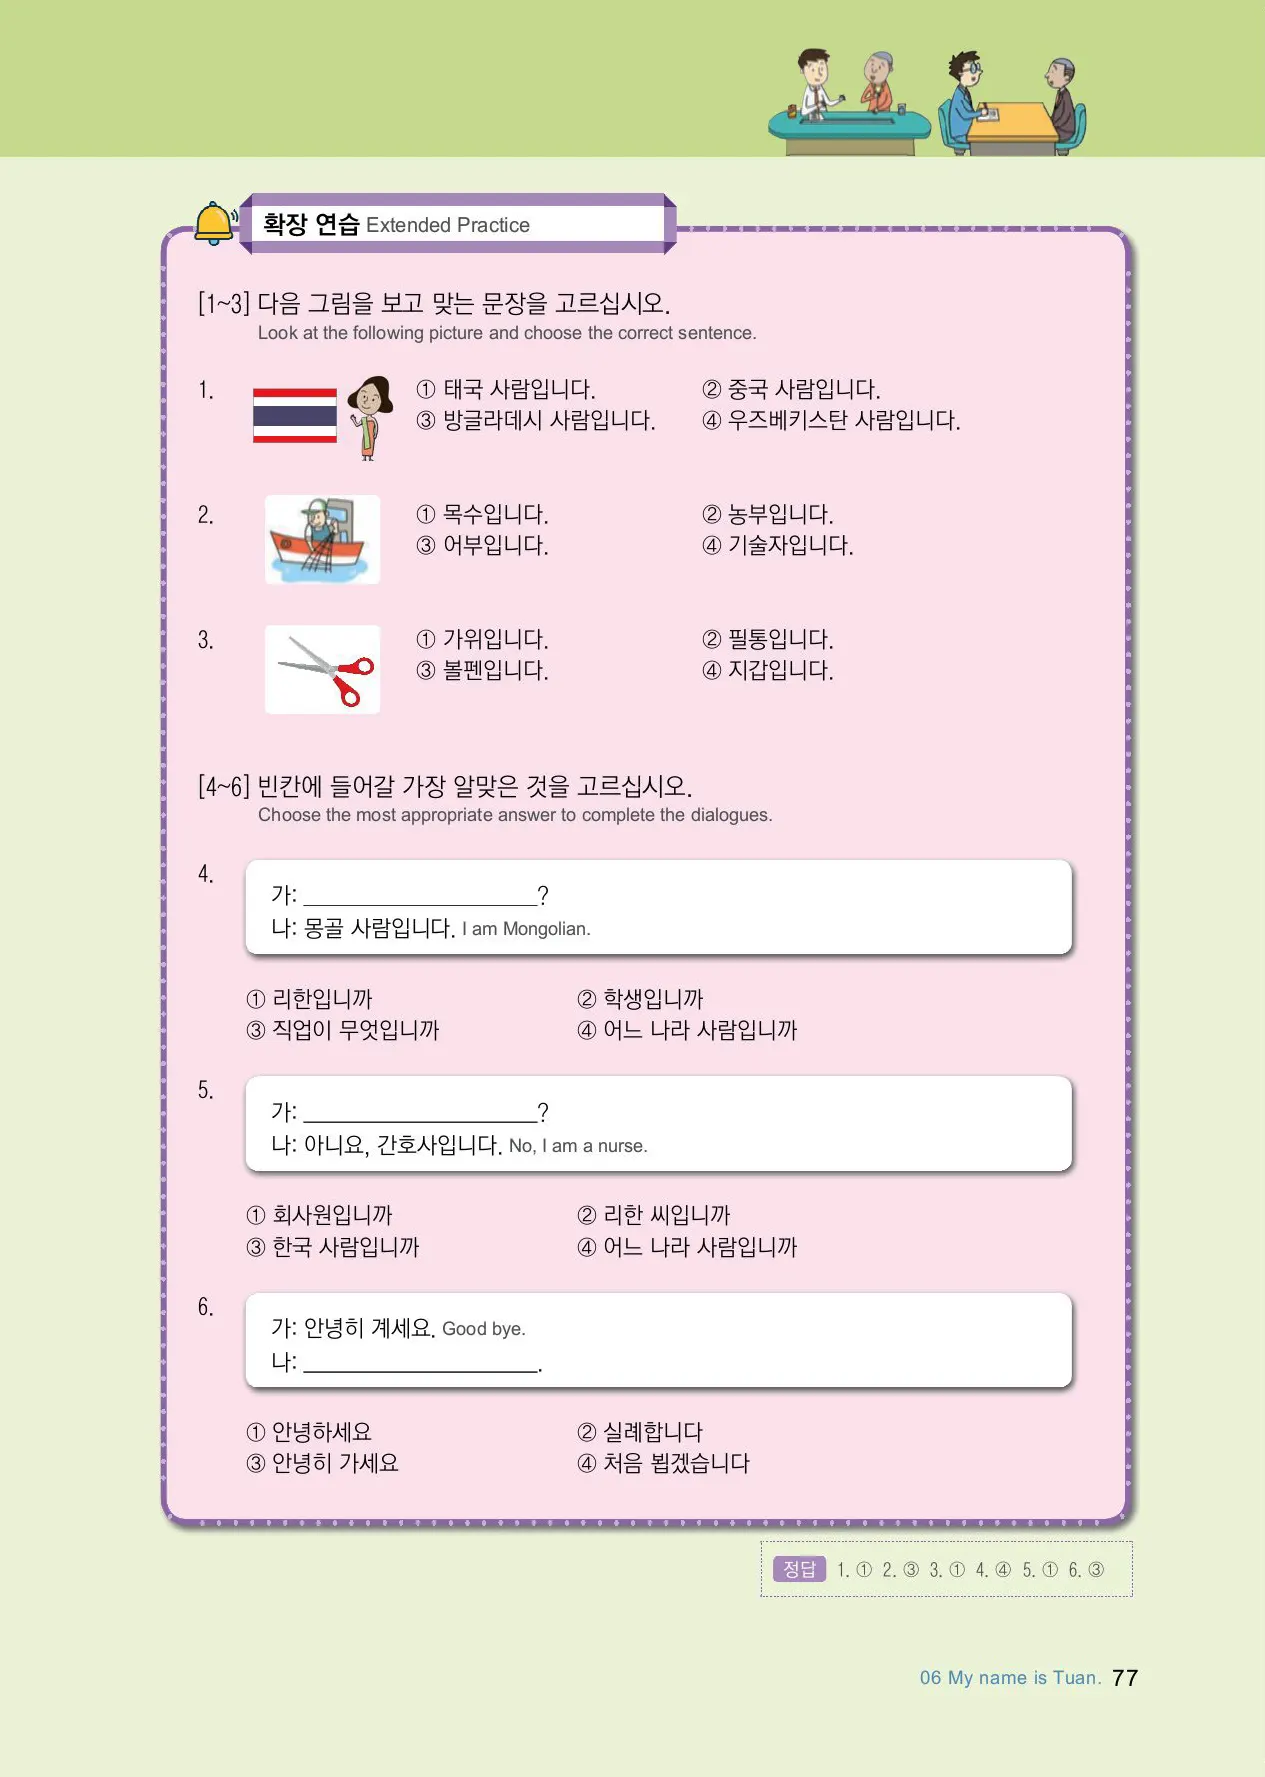 확장 연습 Extended Practice
[1~3] 다음 그림을 보고 맞는 문장을 고르십시오.
Look at the following picture and choose the correct sentence.
1. ① 태국 사람입니다. ② 중국 사람입니다.
③ 방글라데시 사람입니다. ④ 우즈베키스탄 사람입니다.
2. ① 목수입니다. ② 농부입니다.
③ 어부입니다. ④ 기술자입니다.
3. ① 가위입니다. ② 필통입니다.
③ 볼펜입니다. ④ 지갑입니다.
[4~6] 빈칸에 들어갈 가장 알맞은 것을 고르십시오.
Choose the most appropriate answer to complete the dialogues.
4. 가: ____________________?
나: 몽골 사람입니다. I am Mongolian.
① 리한입니까 ② 학생입니까
③ 직업이 무엇입니까 ④ 어느 나라 사람입니까
5. 가: ____________________?
나: 아니요, 간호사입니다. No, I am a nurse.
① 회사원입니까 ② 리한 씨입니까
③ 한국 사람입니까 ④ 어느 나라 사람입니까
6. 가: 안녕히 계세요. Good bye.
나: ____________________.
① 안녕하세요 ② 실례합니다
③ 안녕히 가세요 ④ 처음 뵙겠습니다
정답 1. ① 2. ③ 3. ① 4. ④ 5. ① 6. ③
06 My name is Tuan. 77